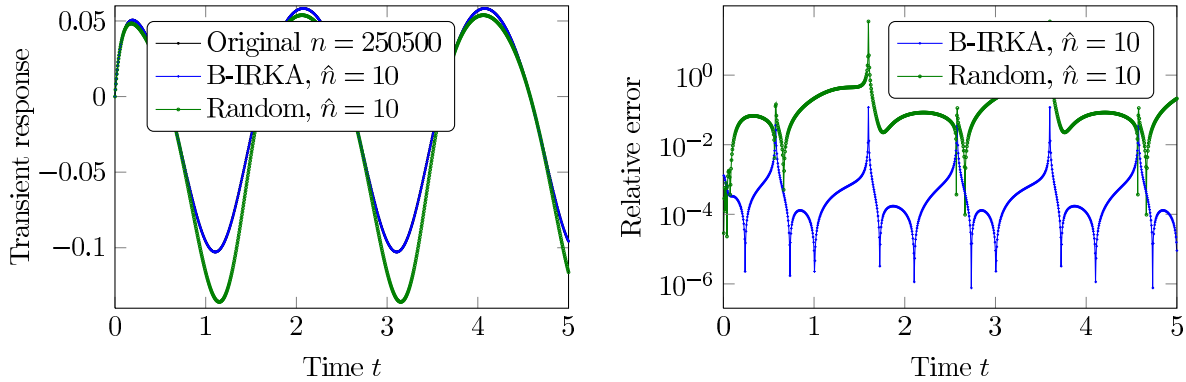 0.05
0
−0.05
−0.1
Transient response
Original n = 250500
B-IRKA, n̂ = 10
Random, n̂ = 10
0 1 2 3 4 5
Time t
10⁰
10⁻²
10⁻⁴
10⁻⁶
Relative error
B-IRKA, n̂ = 10
Random, n̂ = 10
0 1 2 3 4 5
Time t